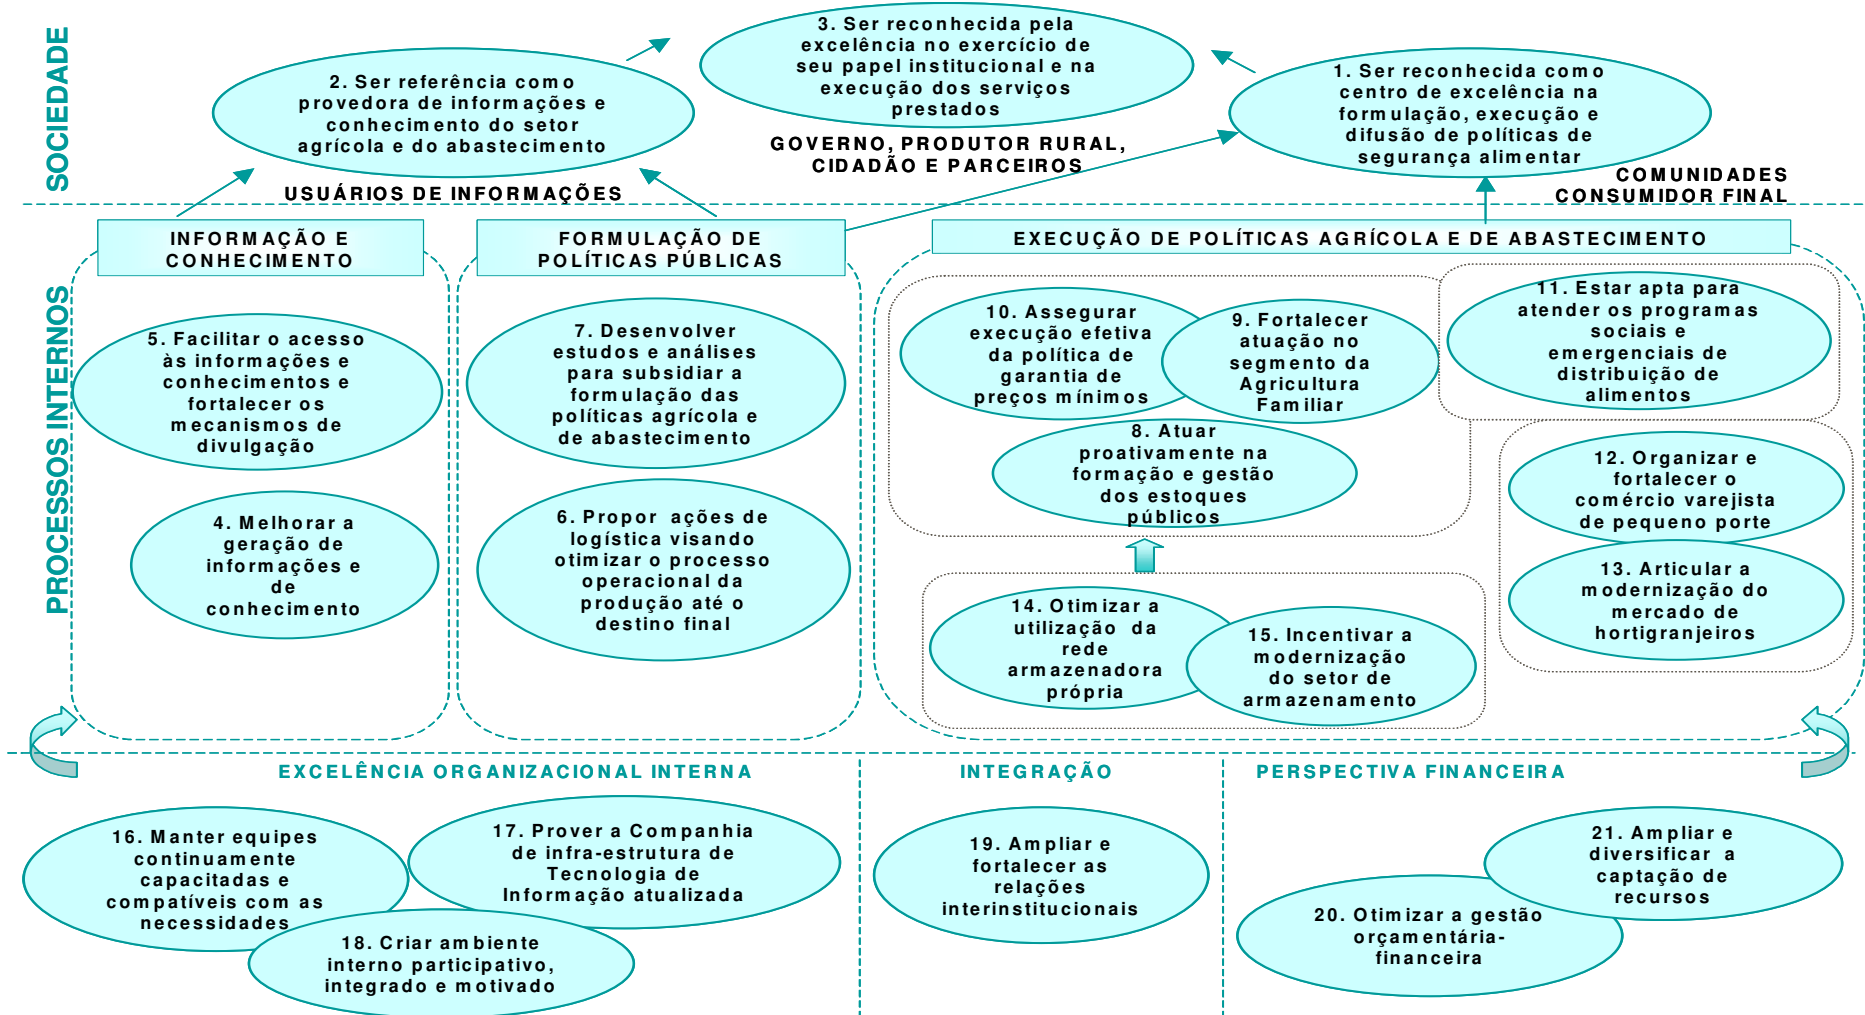 SOCIEDADE
3. Ser reconhecida pela
excelência no exercício de
seu papel institucional e na
execução dos serviços
prestados
2. Ser referência como
provedora de informações e
conhecimento do setor
agrícola e do abastecimento
1. Ser reconhecida como
centro de excelência na
formulação, execução e
difusão de políticas de
segurança alimentar
GOVERNO, PRODUTOR RURAL,
CIDADÃO E PARCEIROS
USUÁRIOS DE INFORMAÇÕES
COMUNIDADES
CONSUMIDOR FINAL
PROCESSOS INTERNOS
INFORMAÇÃO E
CONHECIMENTO
5. Facilitar o acesso
às informações e
conhecimentos e
fortalecer os
mecanismos de
divulgação
4. Melhorar a
geração de
informações e
de
conhecimento
FORMULAÇÃO DE
POLÍTICAS PÚBLICAS
7. Desenvolver
estudos e análises
para subsidiar a
formulação das
políticas agrícola e
de abastecimento
6. Propor ações de
logística visando
otimizar o processo
operacional da
produção até o
destino final
EXECUÇÃO DE POLÍTICAS AGRÍCOLA E DE ABASTECIMENTO
10. Assegurar
execução efetiva
da política de
garantia de
preços mínimos
9. Fortalecer
atuação no
segmento da
Agricultura
Familiar
8. Atuar
proativamente na
formação e gestão
dos estoques
públicos
11. Estar apta para
atender os programas
sociais e
emergenciais de
distribuição de
alimentos
12. Organizar e
fortalecer o
comércio varejista
de pequeno porte
13. Articular a
modernização do
mercado de
hortigranjeiros
14. Otimizar a
utilização da
rede
armazenadora
própria
15. Incentivar a
modernização
do setor de
armazenamento
EXCELÊNCIA ORGANIZACIONAL INTERNA
16. Manter equipes
continuamente
capacitadas e
compatíveis com as
necessidades
17. Prover a Companhia
de infra-estrutura de
Tecnologia de
Informação atualizada
18. Criar ambiente
interno participativo,
integrado e motivado
INTEGRAÇÃO
19. Ampliar e
fortalecer as
relações
interinstitucionais
PERSPECTIVA FINANCEIRA
21. Ampliar e
diversificar a
captação de
recursos
20. Otimizar a gestão
orçamentária-
financeira